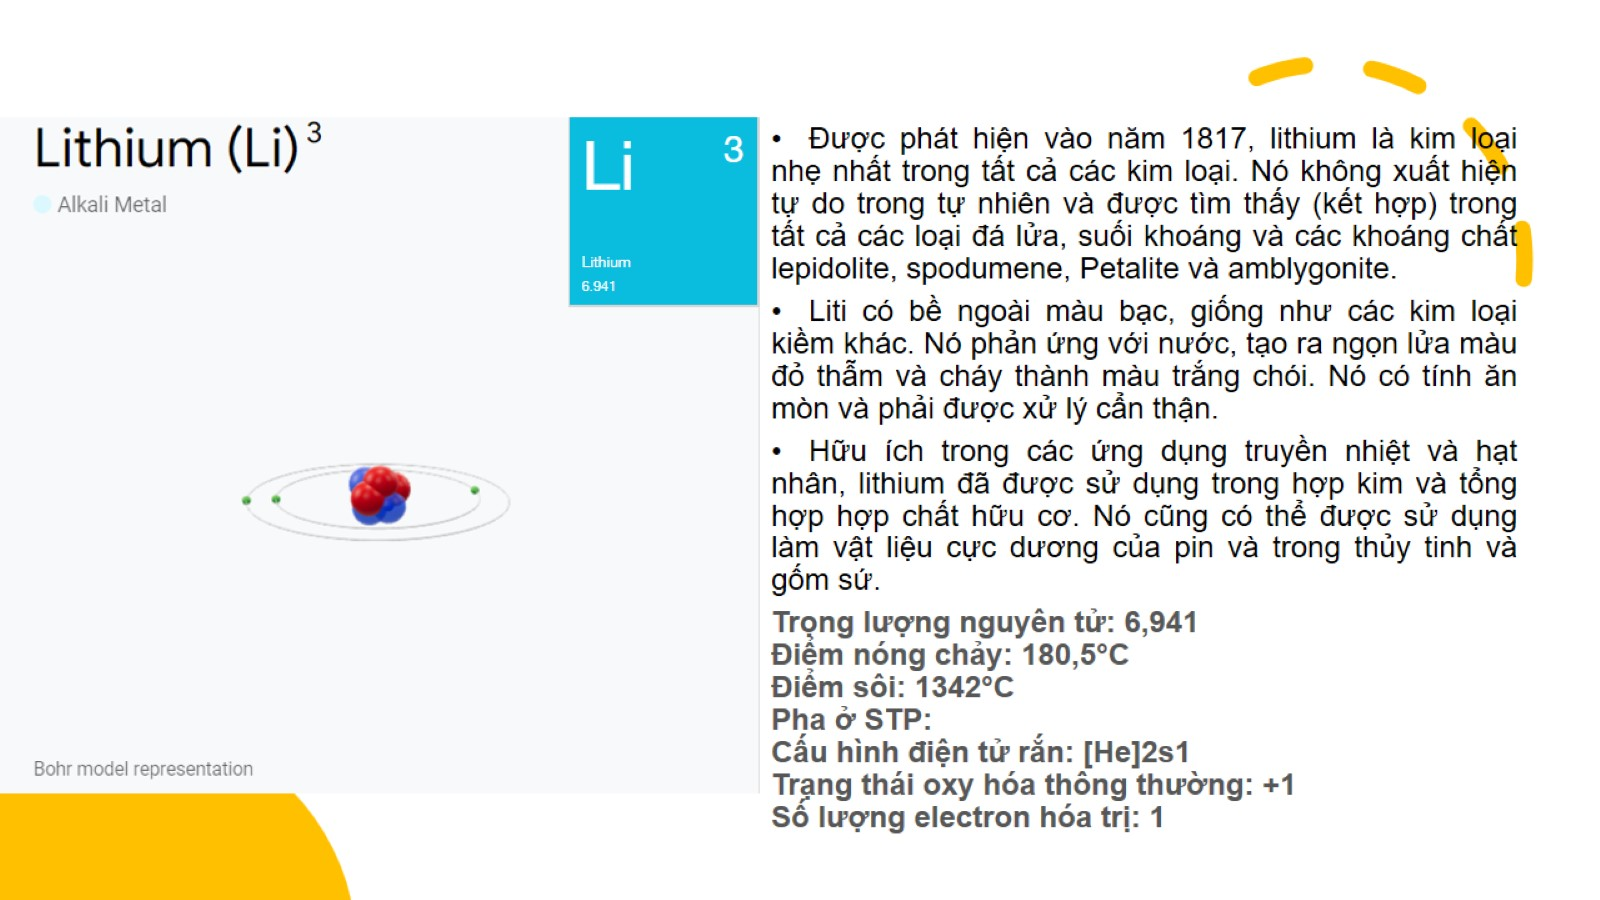 Lithium (Li) 3
Alkali Metal
Li 3
Lithium
6.941
Bohr model representation
• Được phát hiện vào năm 1817, lithium là kim loại
nhẹ nhất trong tất cả các kim loại. Nó không xuất hiện
tự do trong tự nhiên và được tìm thấy (kết hợp) trong
tất cả các loại đá lửa, suối khoáng và các khoáng chất
lepidolite, spodumene, Petalite và amblygonite.
• Liti có bề ngoài màu bạc, giống như các kim loại
kiềm khác. Nó phản ứng với nước, tạo ra ngọn lửa màu
đỏ thẫm và cháy thành màu trắng chói. Nó có tính ăn
mòn và phải được xử lý cẩn thận.
• Hữu ích trong các ứng dụng truyền nhiệt và hạt
nhân, lithium đã được sử dụng trong hợp kim và tổng
hợp hợp chất hữu cơ. Nó cũng có thể được sử dụng
làm vật liệu cực dương của pin và trong thủy tinh và
gốm sứ.
Trọng lượng nguyên tử: 6,941
Điểm nóng chảy: 180,5°C
Điểm sôi: 1342°C
Pha ở STP:
Cấu hình điện tử rắn: [He]2s1
Trạng thái oxy hóa thông thường: +1
Số lượng electron hóa trị: 1